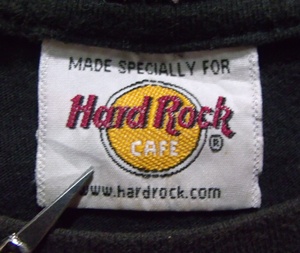 MADE SPECIALLY FOR
Hard Rock
CAFE ®
www.hardrock.com